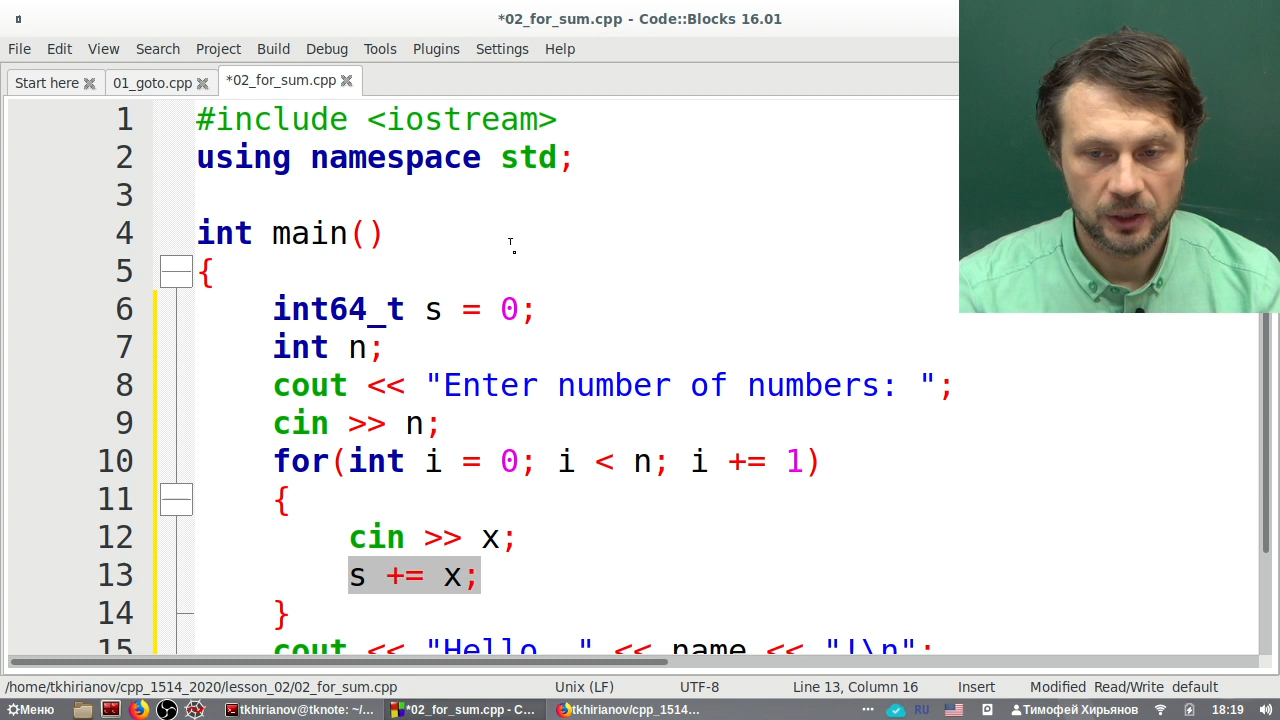 *02_for_sum.cpp - Code::Blocks 16.01
File Edit View Search Project Build Debug Tools Plugins Settings Help
Start here 01_goto.cpp *02_for_sum.cpp
1 #include <iostream>
2 using namespace std;
3
4 int main()
5 {
6 int64_t s = 0;
7 int n;
8 cout << "Enter number of numbers: ";
9 cin >> n;
10 for(int i = 0; i < n; i += 1)
11 {
12 cin >> x;
13 s += x;
14 }
15 cout << "Hello, " << name << "!\n";
/home/tkhirianov/cpp_1514_2020/lesson_02/02_for_sum.cpp Unix (LF) UTF-8 Line 13, Column 16 Insert Modified Read/Write default
Меню tkhirianov@tknote: ~/... *02_for_sum.cpp - C... tkhirianov/cpp_1514... RU Тимофей Хирьянов 18:19